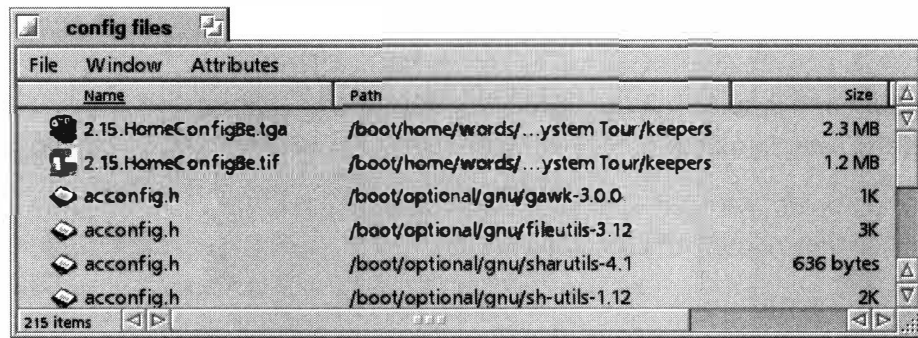 config files
File Window Attributes
Name Path Size
2.15.HomeConfigBe.tga /boot/home/words/...ystem Tour/keepers 2.3 MB
2.15.HomeConfigBe.tif /boot/home/words/...ystem Tour/keepers 1.2 MB
acconfig.h /boot/optional/gnu/gawk-3.0.0 1K
acconfig.h /boot/optional/gnu/fileutils-3.12 3K
acconfig.h /boot/optional/gnu/sharutils-4.1 636 bytes
acconfig.h /boot/optional/gnu/sh-utils-1.12 2K
215 items